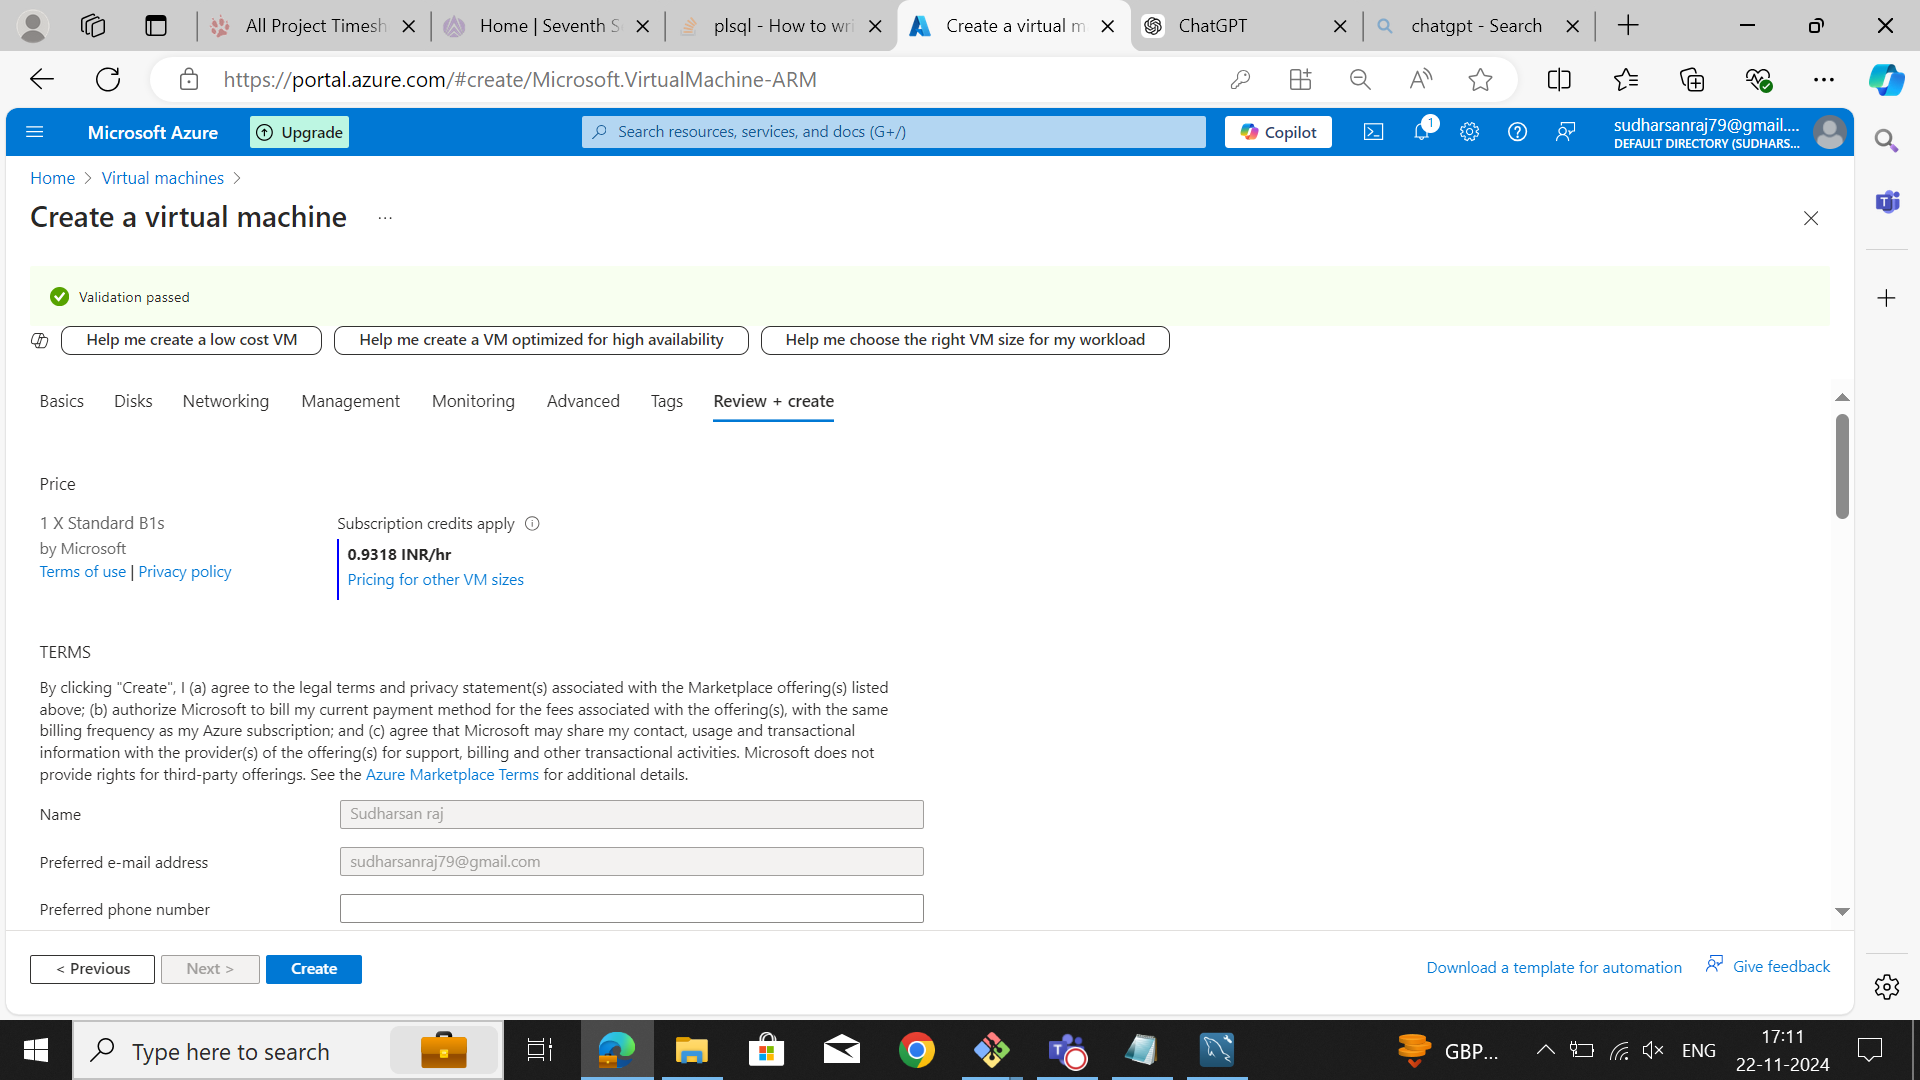 All Project Timesh
Home | Seventh S
plsql - How to wri
Create a virtual m
ChatGPT
chatgpt - Search
https://portal.azure.com/#create/Microsoft.VirtualMachine-ARM
Microsoft Azure
Upgrade
Search resources, services, and docs (G+/)
Copilot
1
sudharsanraj79@gmail....
DEFAULT DIRECTORY (SUDHARS...
Home > Virtual machines >
Create a virtual machine ...
Validation passed
Help me create a low cost VM
Help me create a VM optimized for high availability
Help me choose the right VM size for my workload
Basics Disks Networking Management Monitoring Advanced Tags Review + create
Price
1 X Standard B1s
by Microsoft
Terms of use | Privacy policy
Subscription credits apply
0.9318 INR/hr
Pricing for other VM sizes
TERMS
By clicking "Create", I (a) agree to the legal terms and privacy statement(s) associated with the Marketplace offering(s) listed
above; (b) authorize Microsoft to bill my current payment method for the fees associated with the offering(s), with the same
billing frequency as my Azure subscription; and (c) agree that Microsoft may share my contact, usage and transactional
information with the provider(s) of the offering(s) for support, billing and other transactional activities. Microsoft does not
provide rights for third-party offerings. See the Azure Marketplace Terms for additional details.
Name
Sudharsan raj
Preferred e-mail address
sudharsanraj79@gmail.com
Preferred phone number
< Previous
Next >
Create
Download a template for automation
Give feedback
Type here to search
GBP...
ENG
17:11
22-11-2024